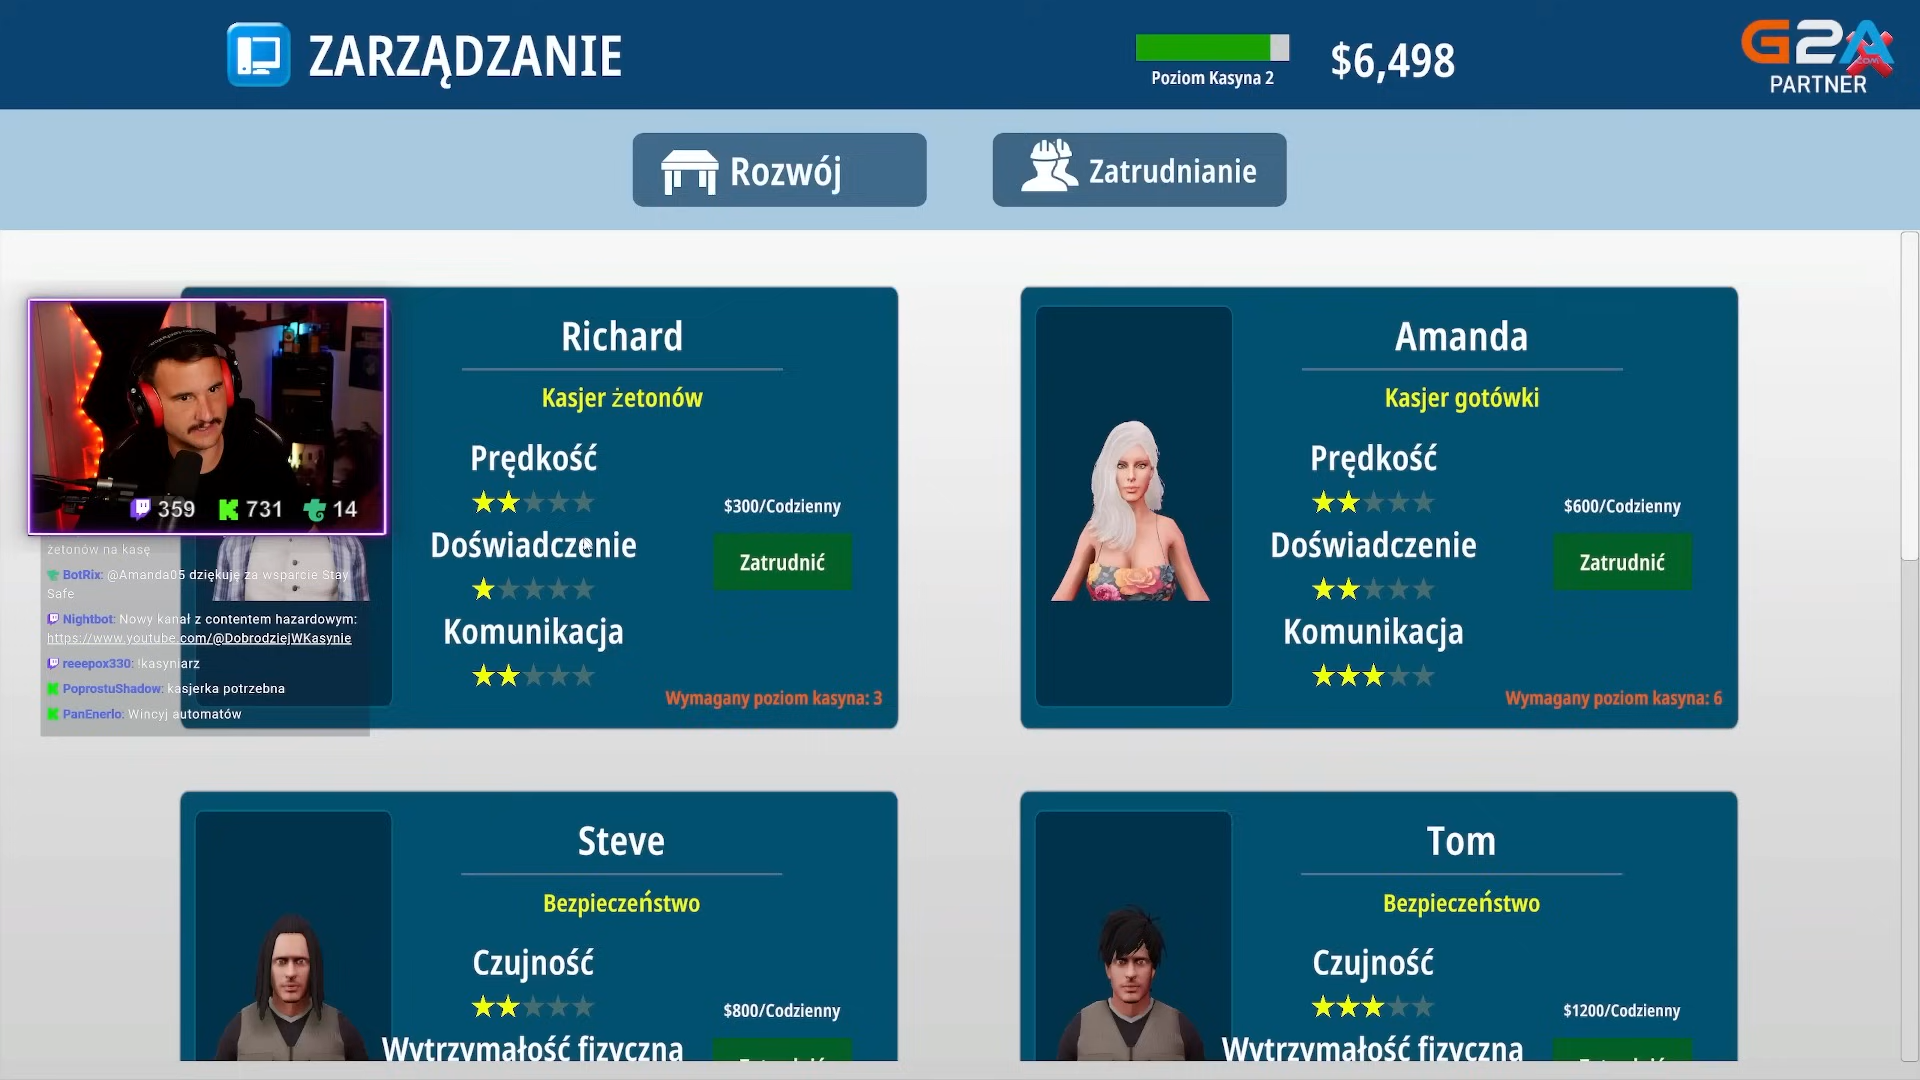 ZARZĄDZANIE
Poziom Kasyna 2
$6,498
G2A
.COM
PARTNER
Rozwój
Zatrudnianie
Richard
Kasjer żetonów
Prędkość
$300/Codzienny
Doświadczenie
Zatrudnić
Komunikacja
Wymagany poziom kasyna: 3
Amanda
Kasjer gotówki
Prędkość
$600/Codzienny
Doświadczenie
Zatrudnić
Komunikacja
Wymagany poziom kasyna: 6
359 731 14
żetonów na kasę
BotRix: @Amanda05 dziękuję za wsparcie Stay
Safe
Nightbot: Nowy kanał z contentem hazardowym:
https://www.youtube.com/@DobrodziejWKasynie
reeepox330: !kasyniarz
PoprostuShadow: kasjerka potrzebna
PanEnerlo: Wincyj automatów
Steve
Bezpieczeństwo
Czujność
$800/Codzienny
Wytrzymałość fizyczna
Zatrudnić
Tom
Bezpieczeństwo
Czujność
$1200/Codzienny
Wytrzymałość fizyczna
Zatrudnić